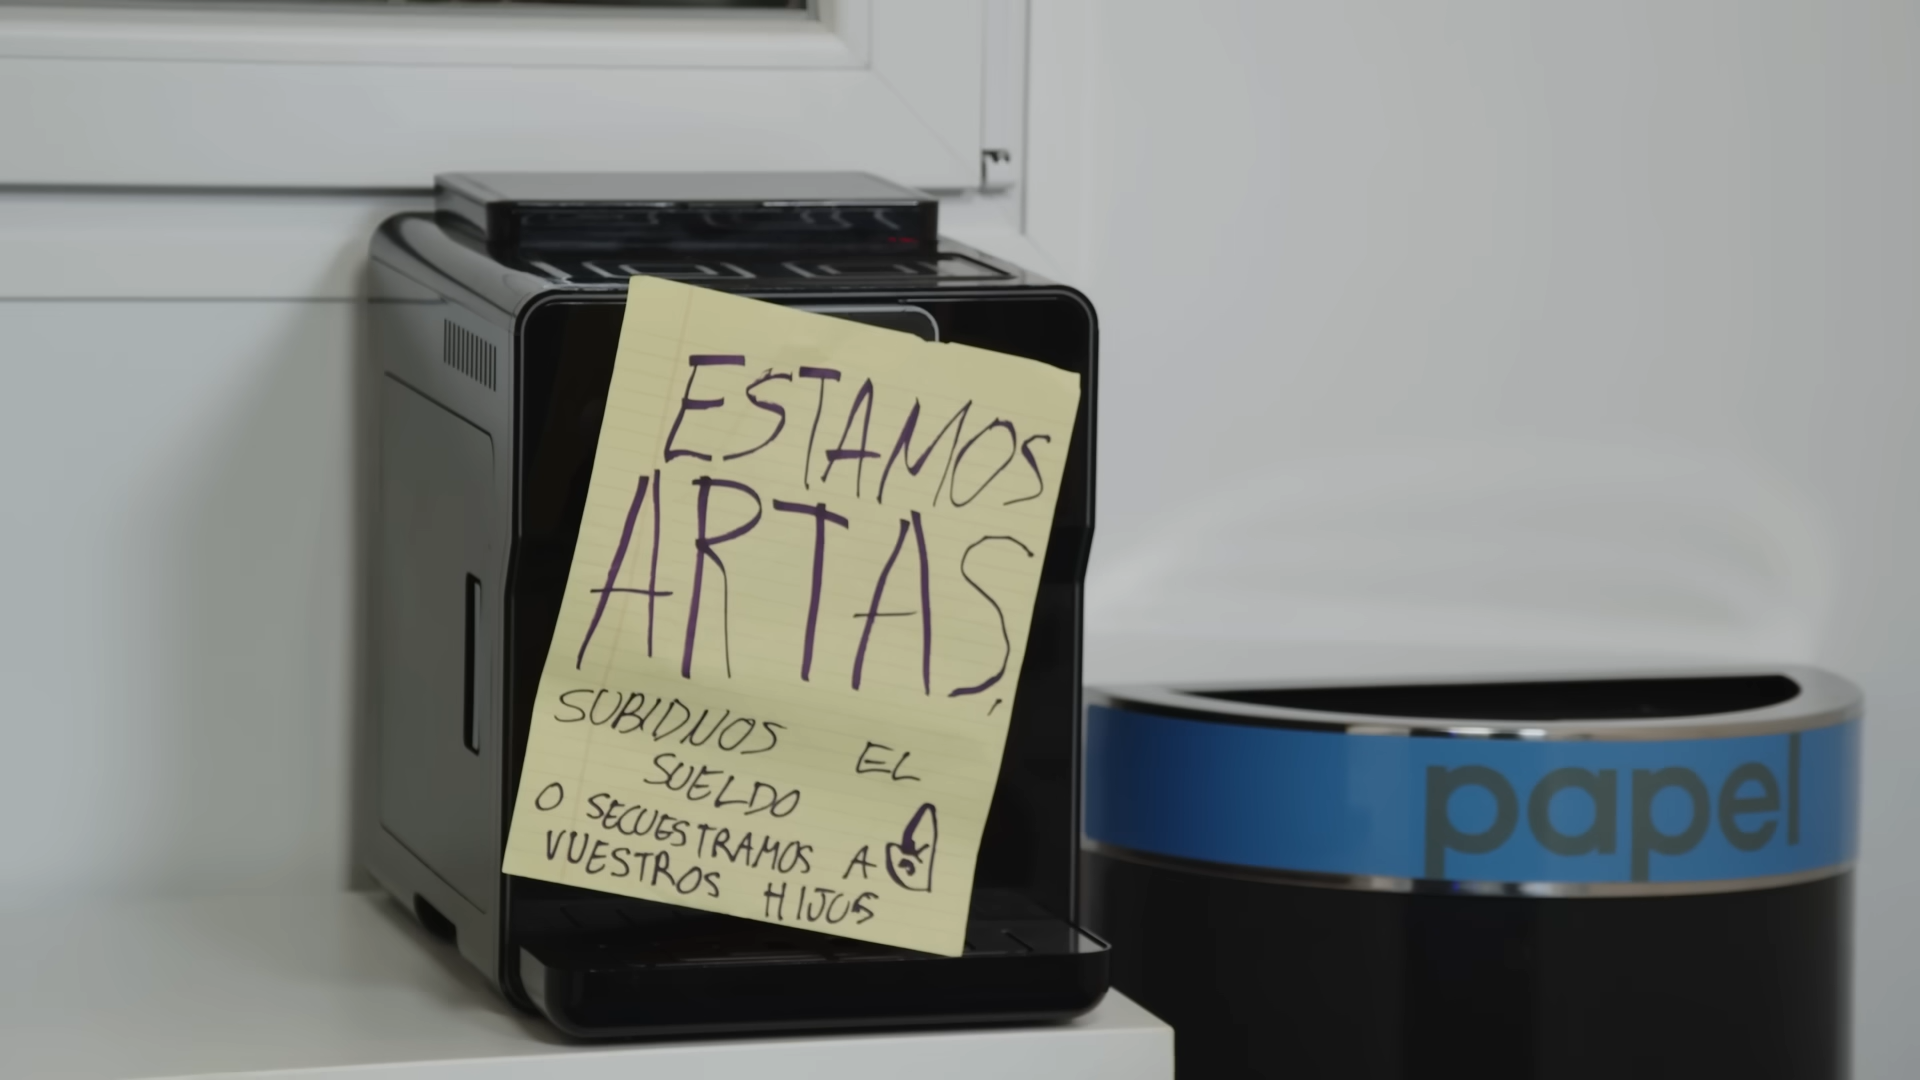 ESTAMOS
ARTAS,
SUBIDNOS EL
SUELDO
O SECUESTRAMOS A
VUESTROS HIJOS
papel